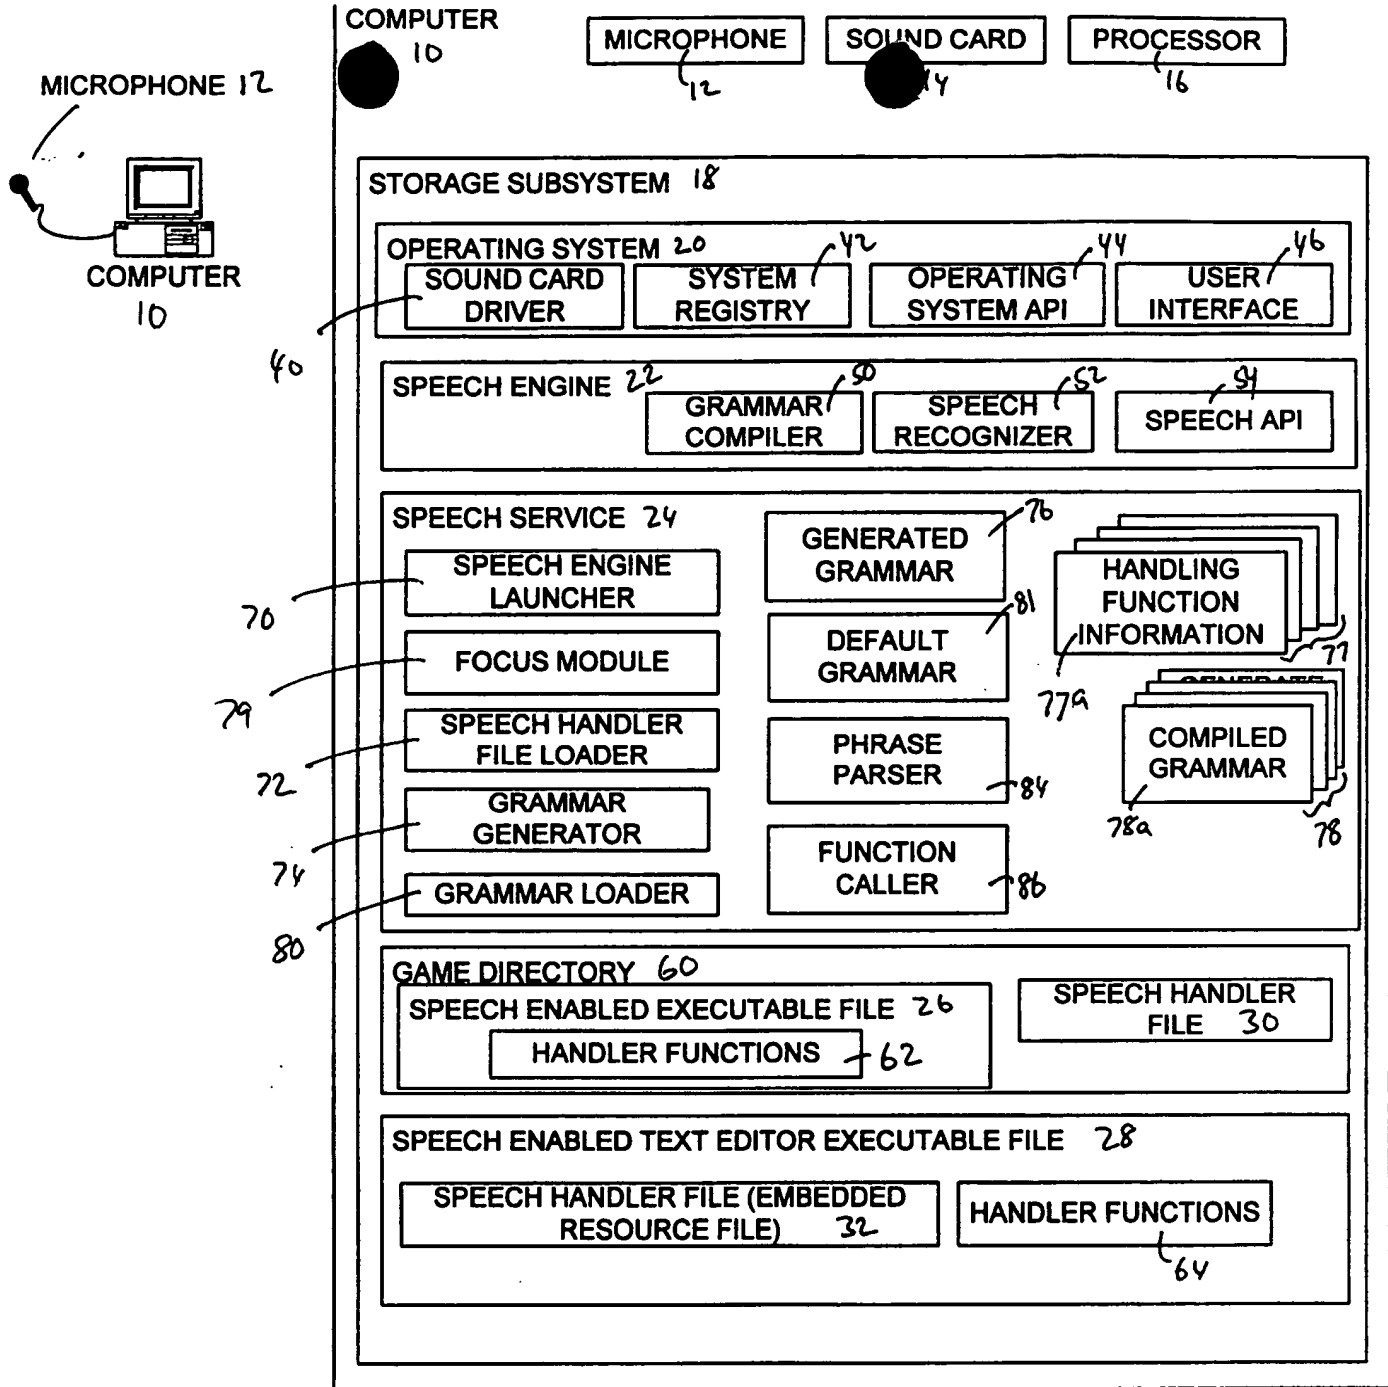 COMPUTER
10
MICROPHONE
12
SOUND CARD
14
PROCESSOR
16
MICROPHONE 12
COMPUTER
10
STORAGE SUBSYSTEM 18
OPERATING SYSTEM 20
42
44
46
SOUND CARD
DRIVER
SYSTEM
REGISTRY
OPERATING
SYSTEM API
USER
INTERFACE
40
SPEECH ENGINE 22
50
52
54
GRAMMAR
COMPILER
SPEECH
RECOGNIZER
SPEECH API
SPEECH SERVICE 24
SPEECH ENGINE
LAUNCHER
70
FOCUS MODULE
79
SPEECH HANDLER
FILE LOADER
72
GRAMMAR
GENERATOR
74
GRAMMAR LOADER
80
76
GENERATED
GRAMMAR
81
DEFAULT
GRAMMAR
PHRASE
PARSER
84
FUNCTION
CALLER
86
HANDLING
FUNCTION
INFORMATION
77
77a
COMPILED
GRAMMAR
78a
78
GAME DIRECTORY 60
SPEECH ENABLED EXECUTABLE FILE 26
HANDLER FUNCTIONS 62
SPEECH HANDLER
FILE 30
SPEECH ENABLED TEXT EDITOR EXECUTABLE FILE 28
SPEECH HANDLER FILE (EMBEDDED
RESOURCE FILE) 32
HANDLER FUNCTIONS
64